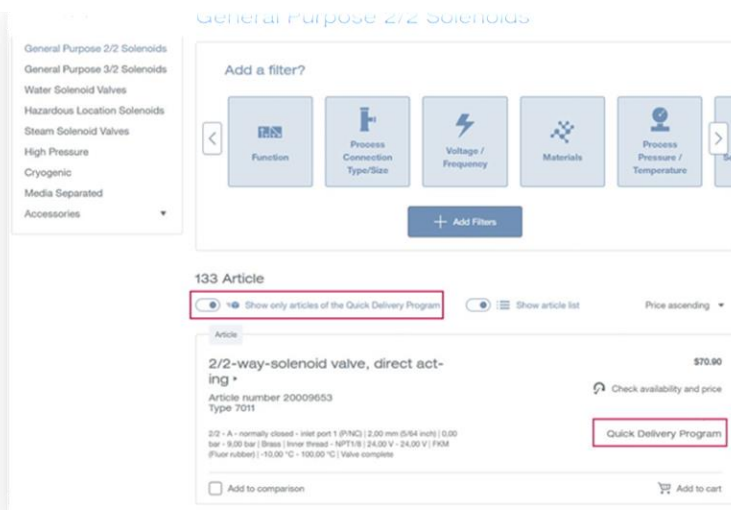 General Purpose 2/2 Solenoids
General Purpose 2/2 Solenoids
General Purpose 3/2 Solenoids
Water Solenoid Valves
Hazardous Location Solenoids
Steam Solenoid Valves
High Pressure
Cryogenic
Media Separated
Accessories
Add a filter?
Function
Process
Connection
Type/Size
Voltage /
Frequency
Materials
Process
Pressure /
Temperature
Add Filters
133 Article
Show only articles of the Quick Delivery Program
Show article list
Price ascending
Article
2/2-way-solenoid valve, direct act-
ing
$70.90
Check availability and price
Article number 20009653
Type 7011
2/2 - A - normally closed - inlet port 1 (P/NC) | 2,00 mm (5/64 inch) | 0,00
bar - 9,00 bar | Brass | Inner thread - NPT1/8 | 24,00 V - 24,00 V | FKM
(Fluor rubber) | -10,00 °C - 100,00 °C | Valve complete
Quick Delivery Program
Add to comparison
Add to cart